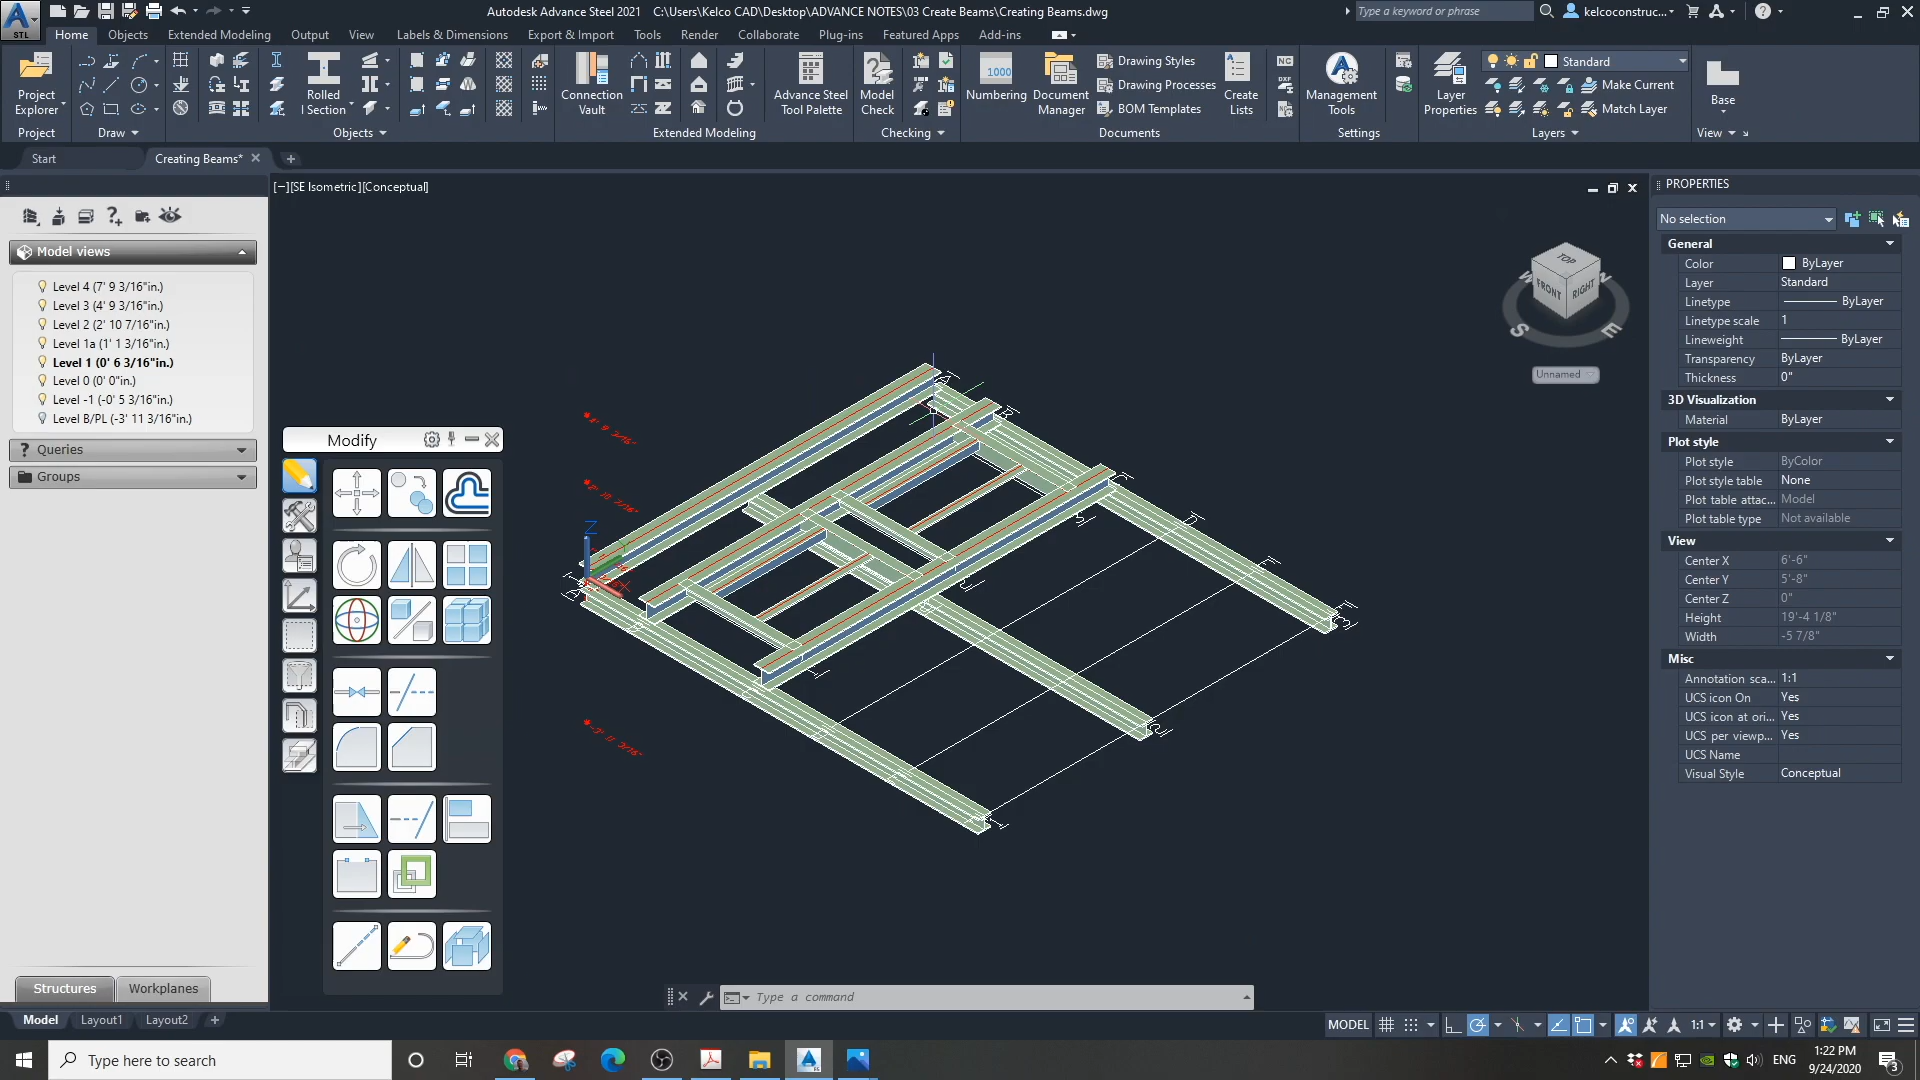 Autodesk Advance Steel 2021    C:\Users\Kelco CAD\Desktop\ADVANCE NOTES\03 Create Beams\Creating Beams.dwg
Type a keyword or phrase
kelcoconstruc...
STL
Home Objects Extended Modeling Output View Labels & Dimensions Export & Import Tools Render Collaborate Plug-ins Featured Apps Add-ins
Project Explorer
Rolled I Section
Connection Vault
Advance Steel Tool Palette
Model Check
1000
Numbering
Document Manager
Drawing Styles
Drawing Processes
BOM Templates
Create Lists
NC
DXF
Management Tools
Layer Properties
Standard
Make Current
Match Layer
Base
Project Draw Objects Extended Modeling Checking Documents Settings Layers View
Start
Creating Beams*
[−][SE Isometric][Conceptual]
Model views
Level 4 (7' 9 3/16"in.)
Level 3 (4' 9 3/16"in.)
Level 2 (2' 10 7/16"in.)
Level 1a (1' 1 3/16"in.)
Level 1 (0' 6 3/16"in.)
Level 0 (0' 0"in.)
Level -1 (-0' 5 3/16"in.)
Level B/PL (-3' 11 3/16"in.)
Queries
Groups
Structures Workplanes
Modify
Z
TOP
FRONT
RIGHT
W
N
S
E
Unnamed
PROPERTIES
No selection
General
Color ByLayer
Layer Standard
Linetype ByLayer
Linetype scale 1
Lineweight ByLayer
Transparency ByLayer
Thickness 0"
3D Visualization
Material ByLayer
Plot style
Plot style ByColor
Plot style table None
Plot table attac... Model
Plot table type Not available
View
Center X 6'-6"
Center Y 5'-8"
Center Z 0"
Height 19'-4 1/8"
Width -5 7/8"
Misc
Annotation sca... 1:1
UCS icon On Yes
UCS icon at ori... Yes
UCS per viewp... Yes
UCS Name
Visual Style Conceptual
Type a command
Model Layout1 Layout2
MODEL
1:1
Type here to search
ENG
1:22 PM
9/24/2020
3